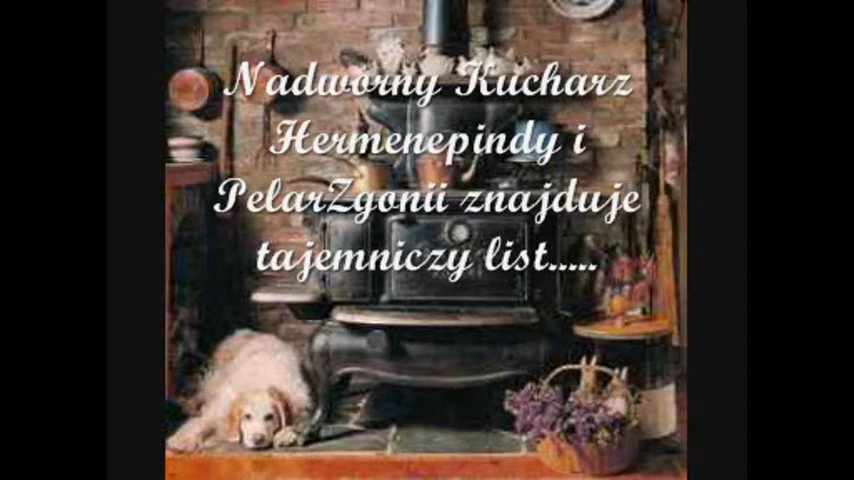 Nadworny Kucharz
Hermenepindy i
PelarZgonii znajduje
tajemniczy list.....